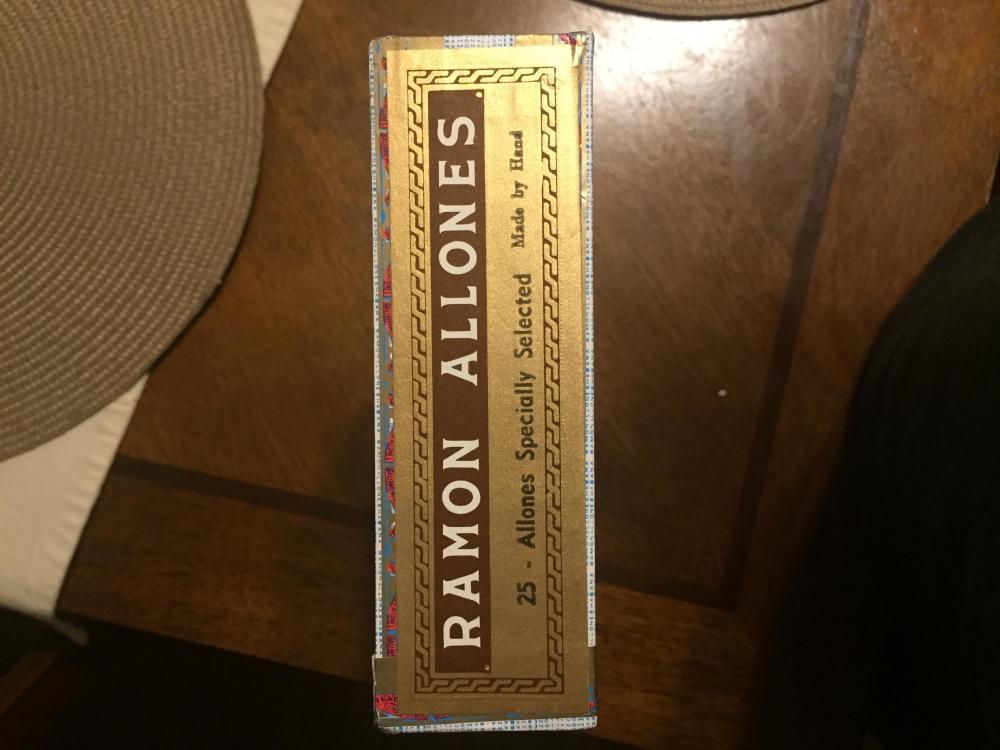 RAMON ALLONES
25 - Allones Specially Selected Made by Hand